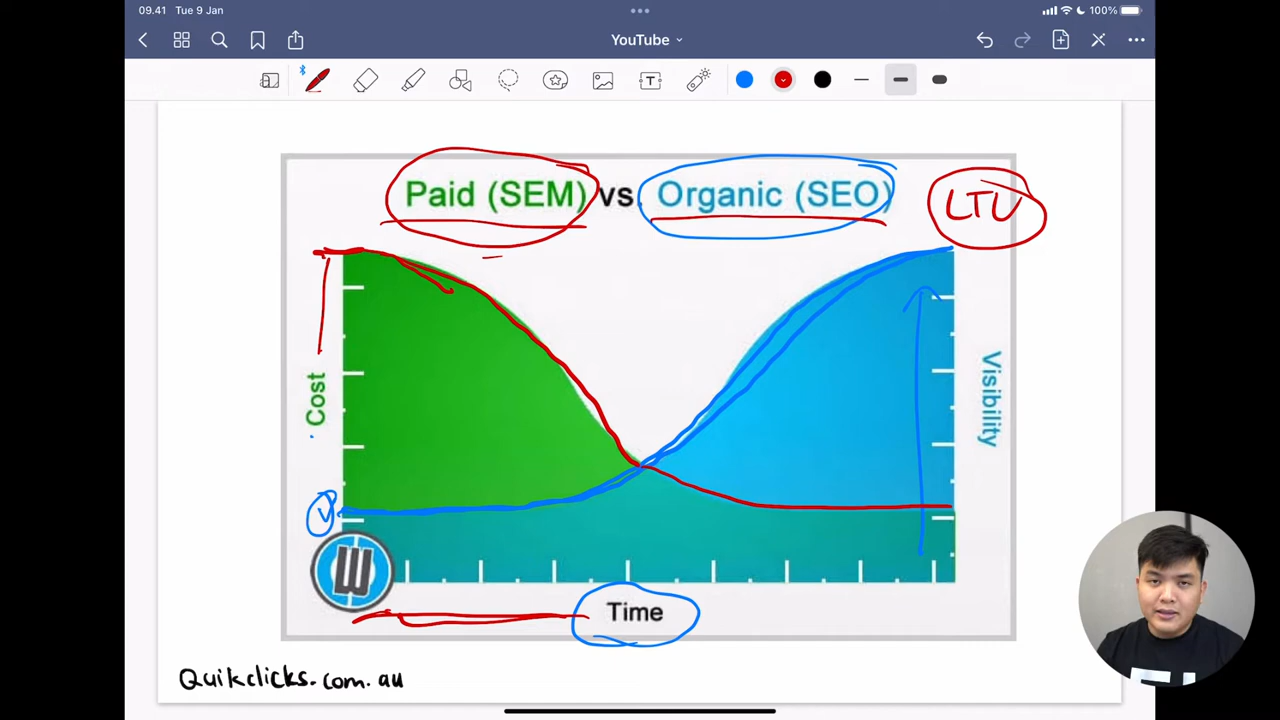 09.41 Tue 9 Jan
100%
YouTube
T
Paid (SEM) vs. Organic (SEO)
LTV
Cost
Visibility
V
W
Time
Quikclicks.com.au